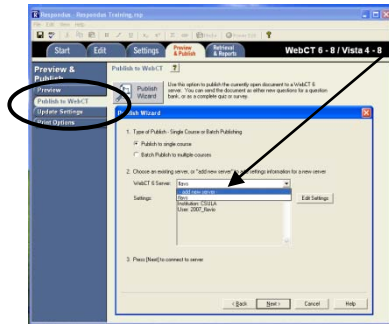 Respondus - Respondus Training.rsp
File Edit View Help
Start Edit Settings Preview & Publish Retrieval & Reports WebCT 6 - 8 / Vista 4 - 8
Preview & Publish
Preview
Publish to WebCT
Update Settings
Print Options
Publish to WebCT
Publish Wizard
Use this option to publish the currently open document to a WebCT 6
server. You can send the document as either new questions for a question
bank, or as a complete quiz or survey.
Publish Wizard
1. Type of Publish - Single Course or Batch Publishing
Publish to single course
Batch Publish to multiple courses
2. Choose an existing server, or "add new server" to add settings information for a new server
WebCT 6 Server: flavs
- add new server -
flavs
Settings:
Institution: CSULA
User: 2007_flavio
Edit Settings
3. Press [Next] to connect to server
< Back Next > Cancel Help